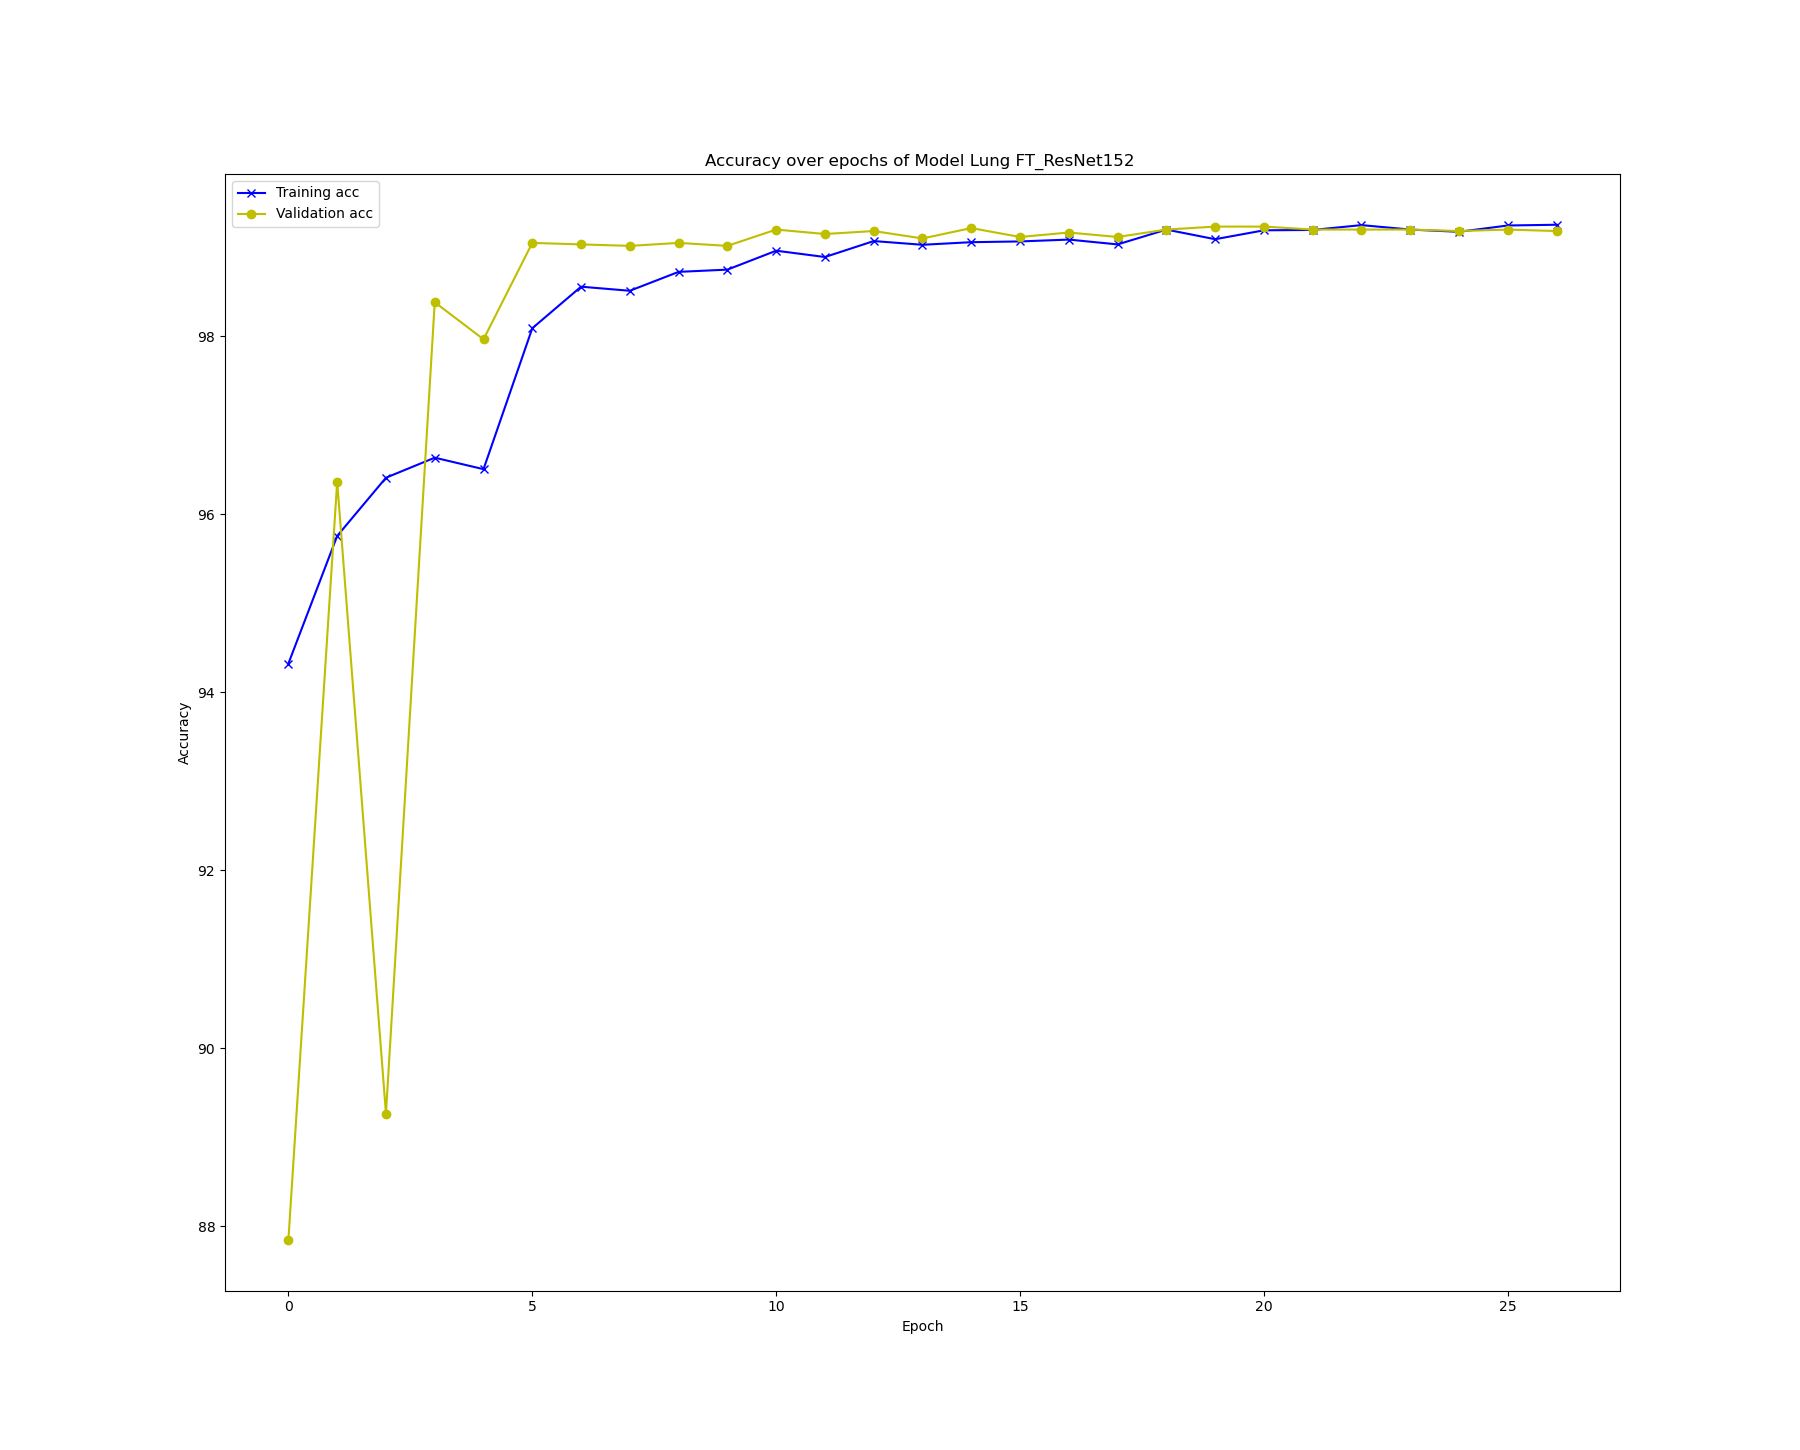 Accuracy over epochs of Model Lung FT_ResNet152
Training acc
Validation acc
98
96
94
92
90
88
Accuracy
0 5 10 15 20 25
Epoch